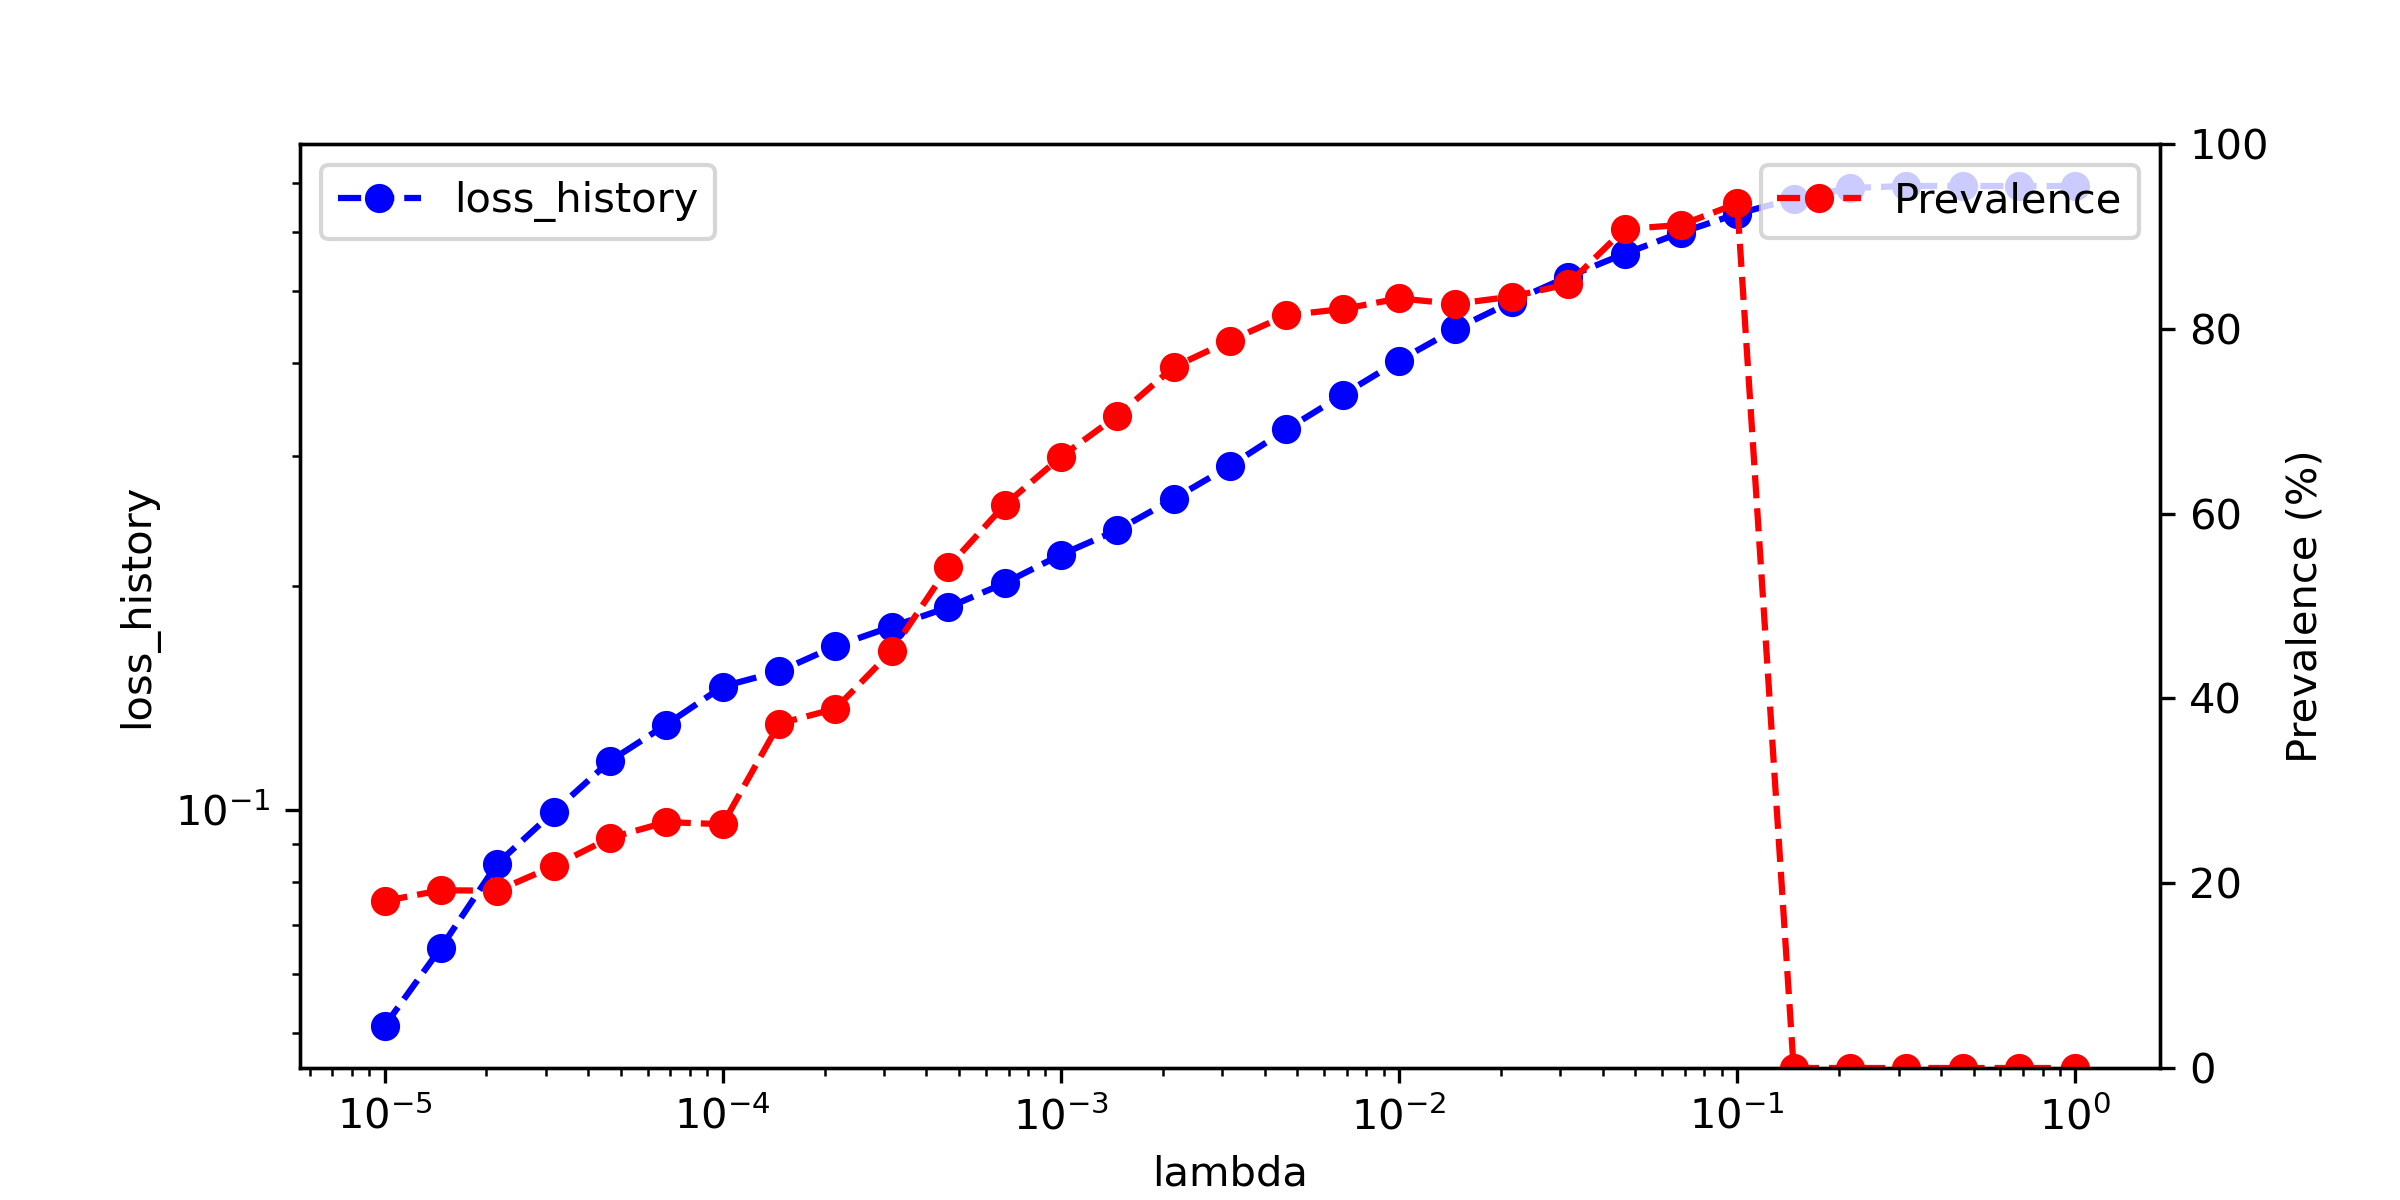 loss_history
Prevalence
100
80
60
40
20
0
Prevalence (%)
loss_history
10⁻¹
10⁻⁵
10⁻⁴
10⁻³
10⁻²
10⁻¹
10⁰
lambda